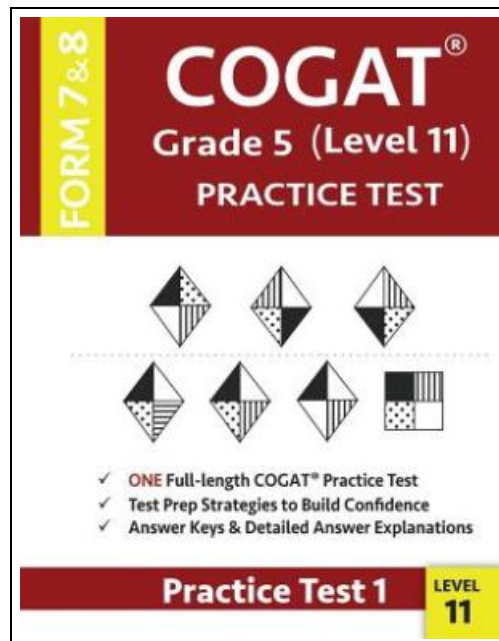 FORM 7 & 8
COGAT®
Grade 5 (Level 11)
PRACTICE TEST
✓ ONE Full-length COGAT® Practice Test
✓ Test Prep Strategies to Build Confidence
✓ Answer Keys & Detailed Answer Explanations
Practice Test 1
LEVEL
11